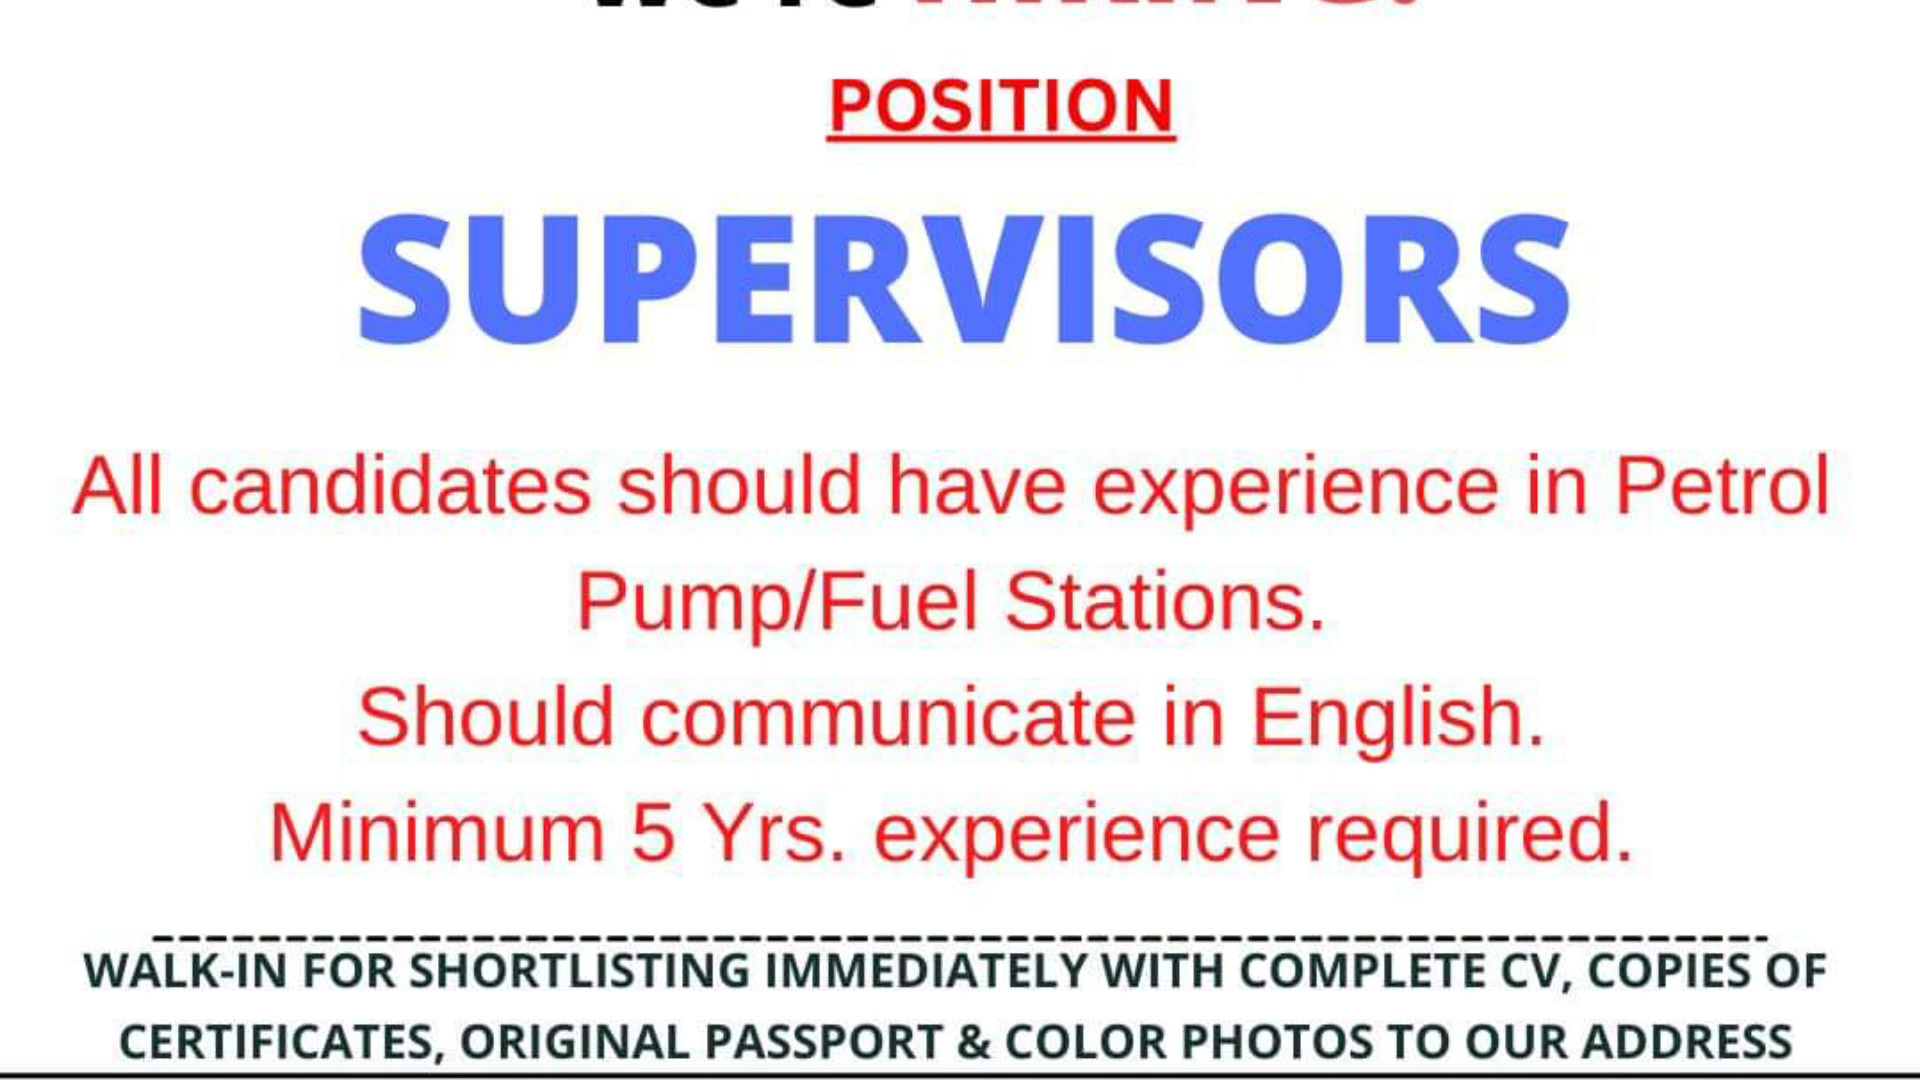 POSITION
SUPERVISORS
All candidates should have experience in Petrol
Pump/Fuel Stations.
Should communicate in English.
Minimum 5 Yrs. experience required.
WALK-IN FOR SHORTLISTING IMMEDIATELY WITH COMPLETE CV, COPIES OF
CERTIFICATES, ORIGINAL PASSPORT & COLOR PHOTOS TO OUR ADDRESS